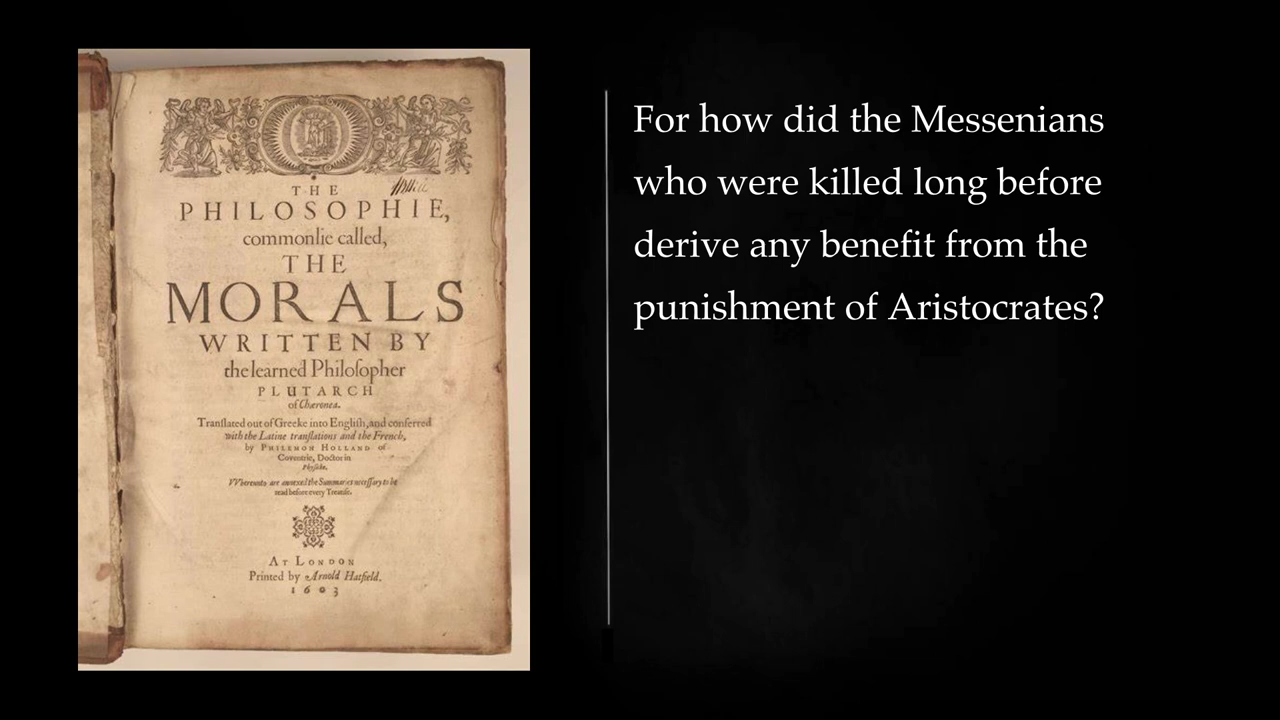 THE
PHILOSOPHIE,
commonlie called,
THE
MORALS
WRITTEN BY
the learned Philoſopher
PLUTARCH
of Chæronea.
Tranſlated out of Greeke into Engliſh, and conferred
with the Latine tranſlations and the French,
by PHILEMON HOLLAND of
Coventrie, Doctor in
Phyſicke.
VVhereunto are annexed the Summaries neceſſary to be
read before every Treatiſe.
AT LONDON
Printed by Arnold Hatfield.
1603
For how did the Messenians
who were killed long before
derive any benefit from the
punishment of Aristocrates?